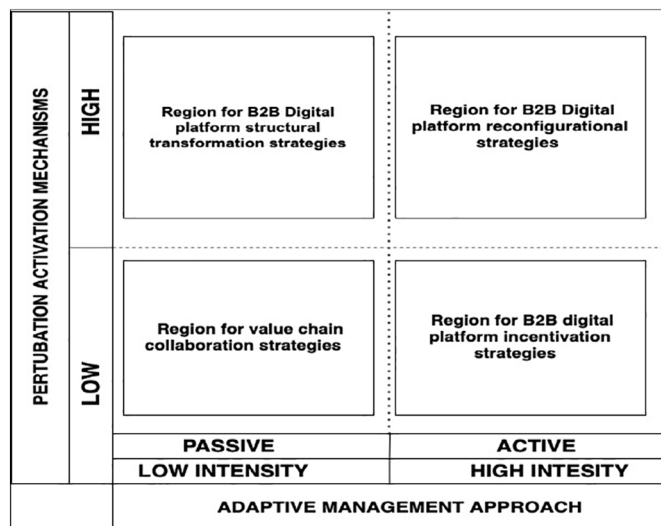 PERTUBATION ACTIVATION MECHANISMS
HIGH
Region for B2B Digital
platform structural
transformation strategies
Region for B2B Digital
platform reconfigurational
strategies
LOW
Region for value chain
collaboration strategies
Region for B2B digital
platform incentivation
strategies
PASSIVE
ACTIVE
LOW INTENSITY
HIGH INTESITY
ADAPTIVE MANAGEMENT APPROACH